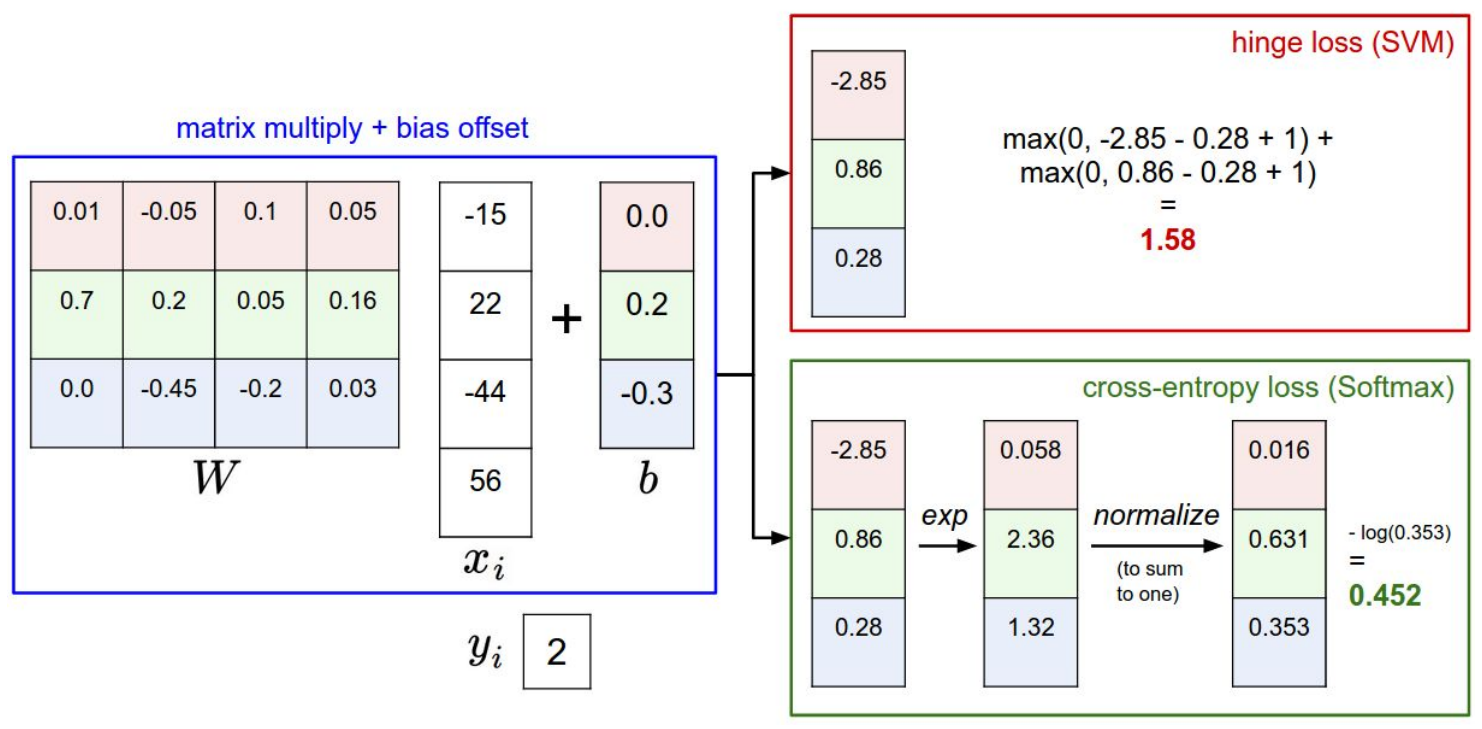 matrix multiply + bias offset
0.01 -0.05 0.1 0.05
0.7 0.2 0.05 0.16
0.0 -0.45 -0.2 0.03
W
-15
22
-44
56
x_i
+
0.0
0.2
-0.3
b
y_i 2
hinge loss (SVM)
-2.85
0.86
0.28
max(0, -2.85 - 0.28 + 1) +
max(0, 0.86 - 0.28 + 1)
=
1.58
cross-entropy loss (Softmax)
-2.85
0.86
0.28
exp
0.058
2.36
1.32
normalize
(to sum
to one)
0.016
0.631
0.353
- log(0.353)
=
0.452